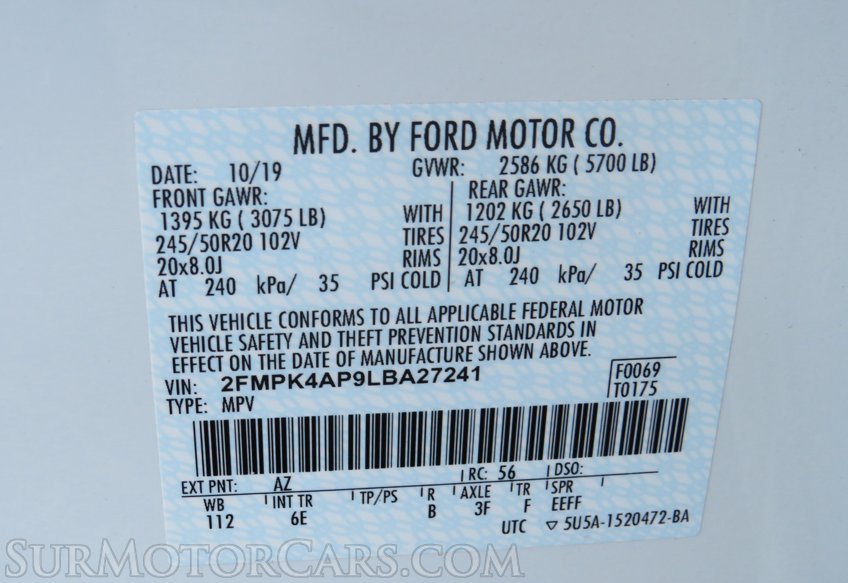 MFD. BY FORD MOTOR CO.
DATE: 10/19 GVWR: 2586 KG ( 5700 LB)
FRONT GAWR: REAR GAWR:
1395 KG ( 3075 LB) WITH 1202 KG ( 2650 LB) WITH
245/50R20 102V TIRES 245/50R20 102V TIRES
20x8.0J RIMS 20x8.0J RIMS
AT 240 kPa/ 35 PSI COLD AT 240 kPa/ 35 PSI COLD
THIS VEHICLE CONFORMS TO ALL APPLICABLE FEDERAL MOTOR
VEHICLE SAFETY AND THEFT PREVENTION STANDARDS IN
EFFECT ON THE DATE OF MANUFACTURE SHOWN ABOVE.
VIN: 2FMPK4AP9LBA27241 F0069
TYPE: MPV T0175
EXT PNT: AZ RC: 56 DSO:
WB INT TR TP/PS R AXLE TR SPR
112 6E B 3F F EEFF
UTC ▽ 5U5A-1520472-BA
SURMOTORCARS.COM